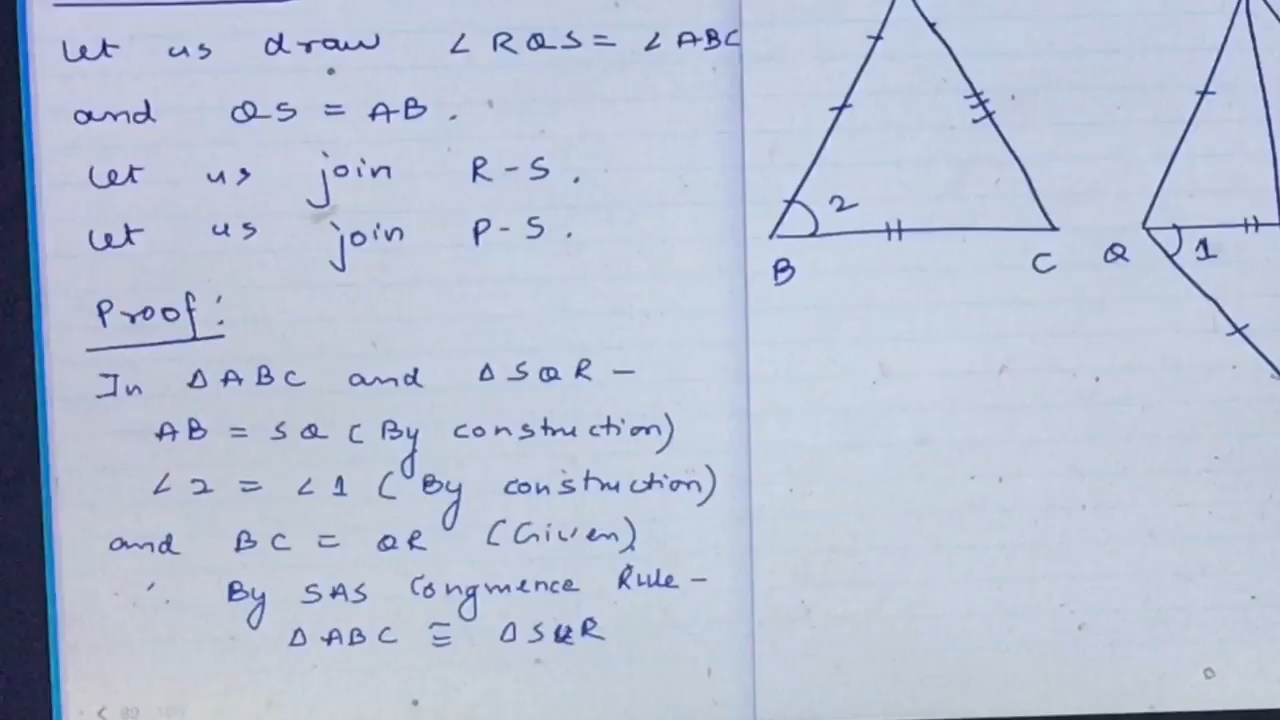 Let us draw ∠RQS = ∠ABC
and QS = AB.
Let us join R-S.
Let us join P-S.
Proof:
In ΔABC and ΔSQR -
AB = SQ (By construction)
∠2 = ∠1 (By construction)
and BC = QR (Given)
∴ By SAS Congruence Rule -
ΔABC ≅ ΔSQR
2
B
C
Q
1